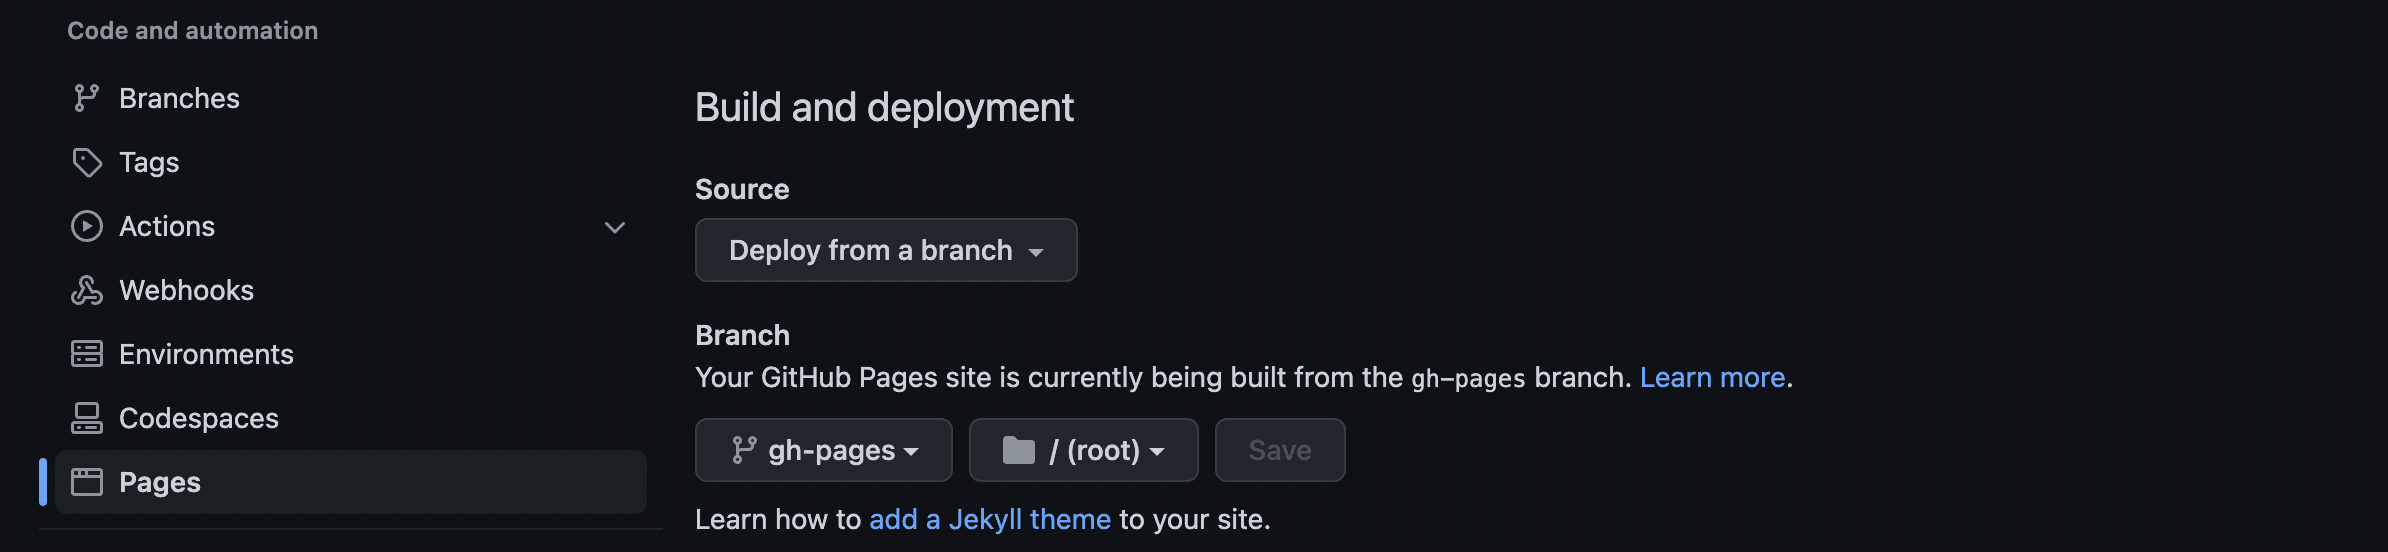 Code and automation
Branches
Tags
Actions
Webhooks
Environments
Codespaces
Pages
Build and deployment
Source
Deploy from a branch
Branch
Your GitHub Pages site is currently being built from the gh-pages branch. Learn more.
gh-pages / (root) Save
Learn how to add a Jekyll theme to your site.